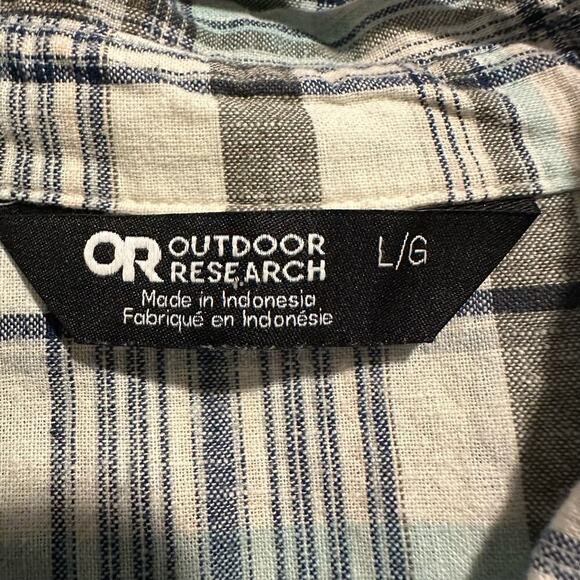 OR OUTDOOR
RESEARCH
L/G
Made in Indonesia
Fabriqué en Indonésie